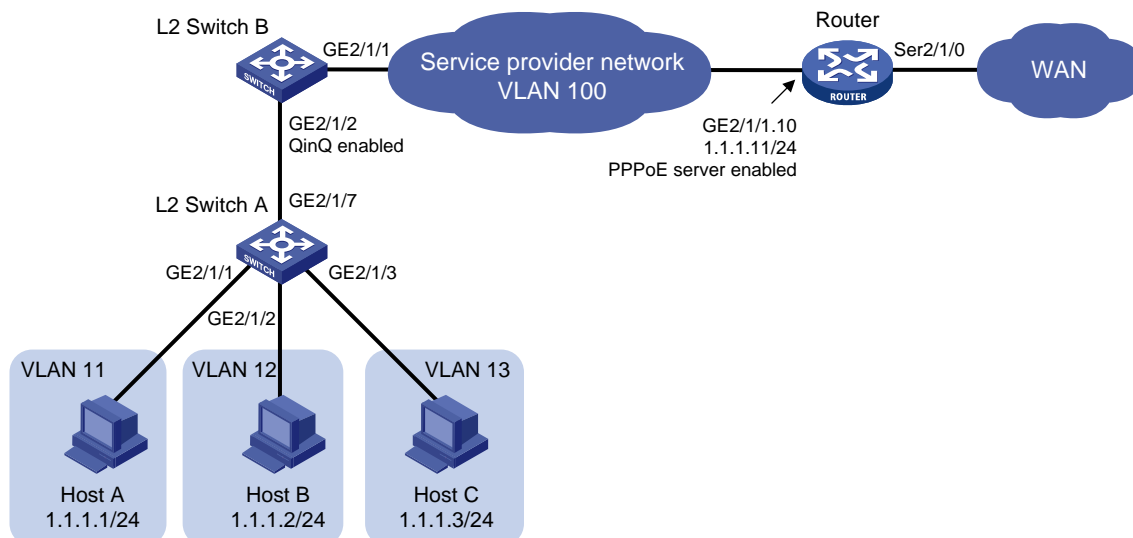 L2 Switch B
GE2/1/1
SWITCH
GE2/1/2
QinQ enabled
Service provider network
VLAN 100
Router
ROUTER
Ser2/1/0
WAN
GE2/1/1.10
1.1.1.11/24
PPPoE server enabled
L2 Switch A
GE2/1/7
SWITCH
GE2/1/1
GE2/1/3
GE2/1/2
VLAN 11
VLAN 12
VLAN 13
Host A
1.1.1.1/24
Host B
1.1.1.2/24
Host C
1.1.1.3/24